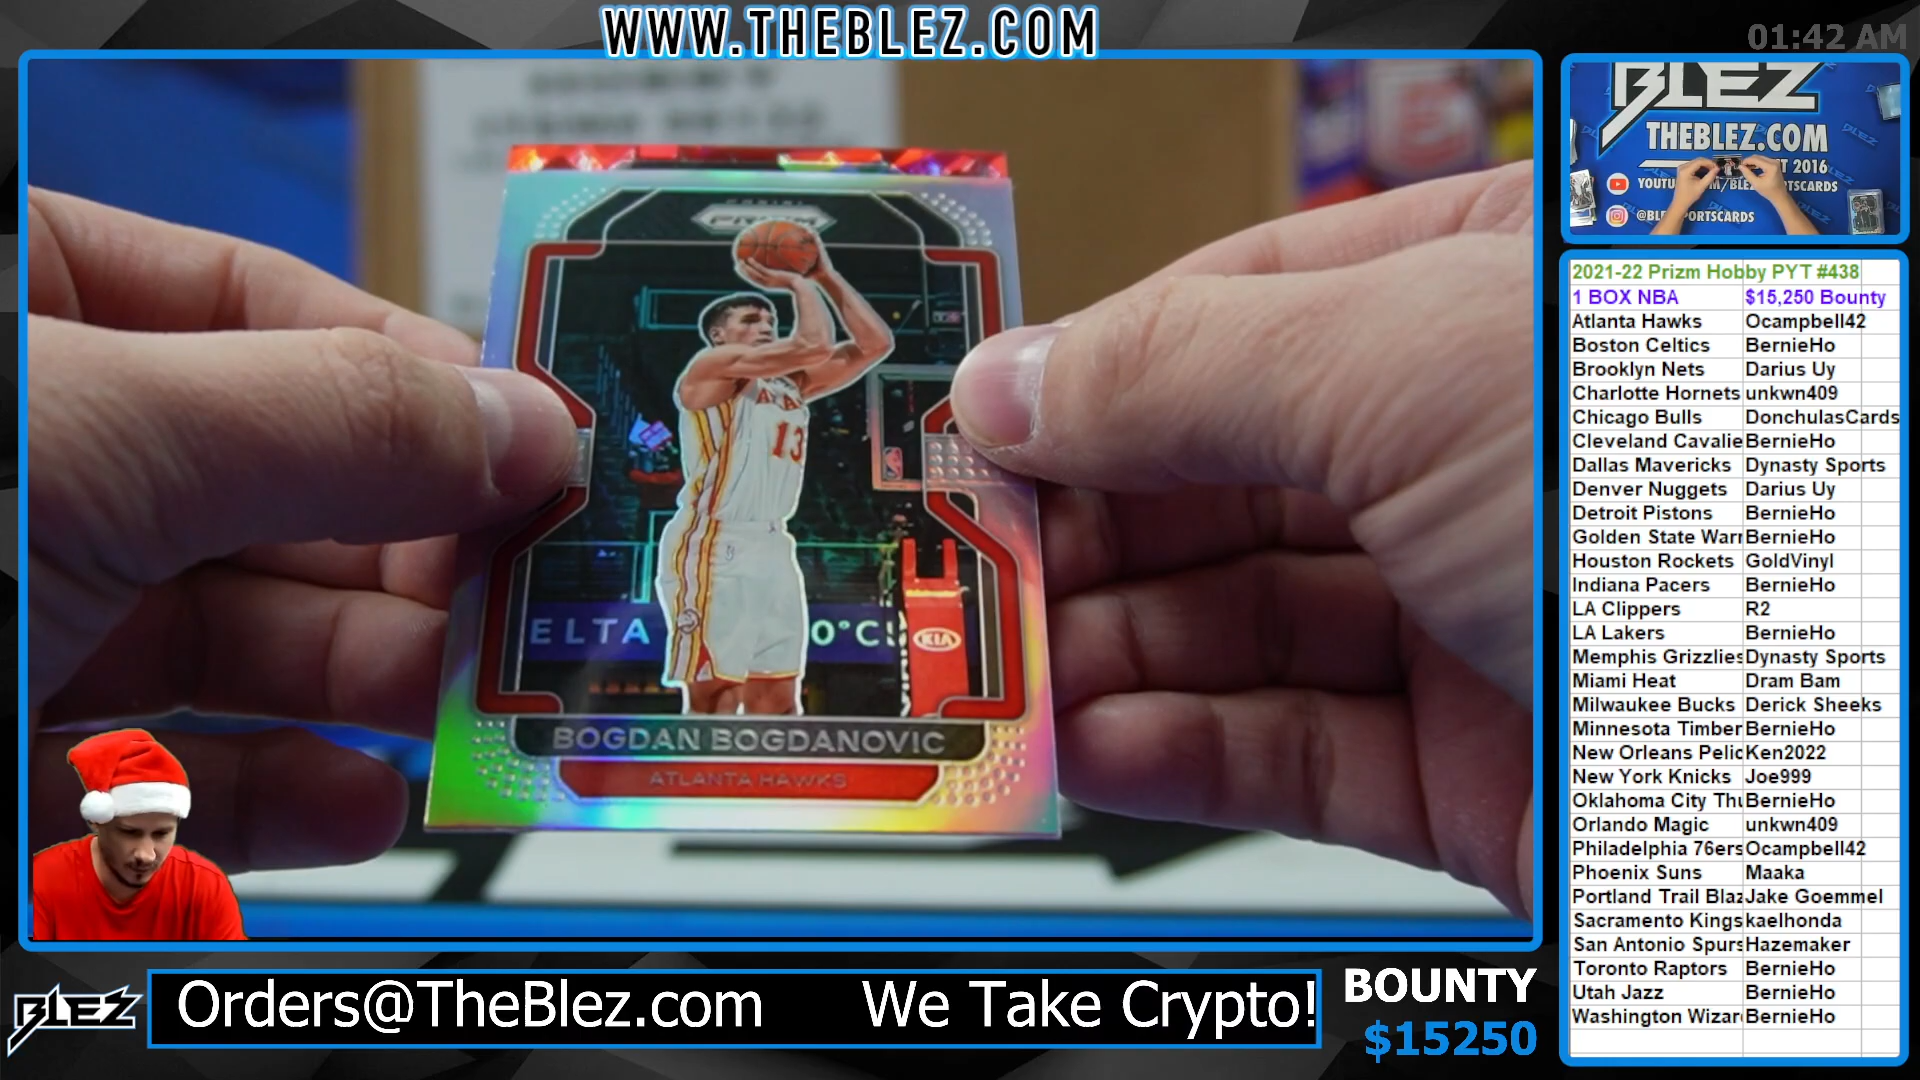 WWW.THEBLEZ.COM
01:42 AM
PANINI
PRIZM
ATLA
13
ELTA
0°C
KIA
BOGDAN BOGDANOVIC
ATLANTA HAWKS
BLEZ
THEBLEZ.COM
2016
@BLE
PORTSCARDS
2021-22 Prizm Hobby PYT #438
1 BOX NBA $15,250 Bounty
Atlanta Hawks Ocampbell42
Boston Celtics BernieHo
Brooklyn Nets Darius Uy
Charlotte Hornets unkwn409
Chicago Bulls DonchulasCards
Cleveland Cavalie BernieHo
Dallas Mavericks Dynasty Sports
Denver Nuggets Darius Uy
Detroit Pistons BernieHo
Golden State Warr BernieHo
Houston Rockets GoldVinyl
Indiana Pacers BernieHo
LA Clippers R2
LA Lakers BernieHo
Memphis Grizzlies Dynasty Sports
Miami Heat Dram Bam
Milwaukee Bucks Derick Sheeks
Minnesota Timber BernieHo
New Orleans Pelic Ken2022
New York Knicks Joe999
Oklahoma City Thu BernieHo
Orlando Magic unkwn409
Philadelphia 76ers Ocampbell42
Phoenix Suns Maaka
Portland Trail Blaz Jake Goemmel
Sacramento Kings kaelhonda
San Antonio Spurs Hazemaker
Toronto Raptors BernieHo
Utah Jazz BernieHo
Washington Wizar BernieHo
BLEZ
Orders@TheBlez.com We Take Crypto!
BOUNTY
$15250